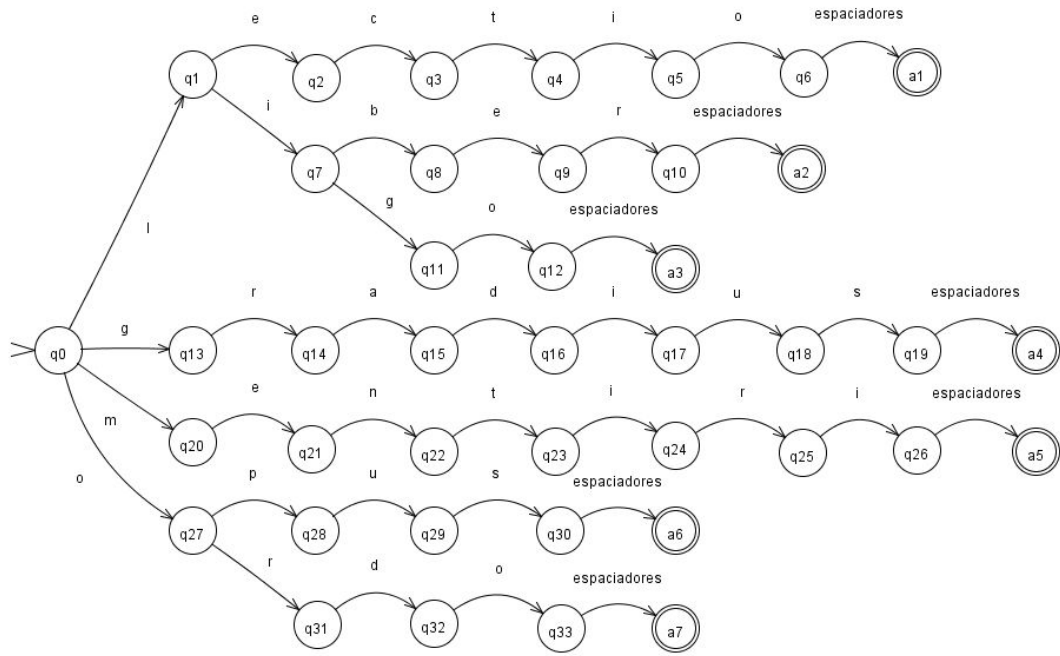 e c t i o espaciadores
q1 q2 q3 q4 q5 q6 a1
i b e r espaciadores
q7 q8 q9 q10 a2
g o espaciadores
l
q11 q12 a3
r a d i u s espaciadores
g
q0 q13 q14 q15 q16 q17 q18 q19 a4
e n t i r i espaciadores
m
q20 q21 q22 q23 q24 q25 q26 a5
o p u s espaciadores
q27 q28 q29 q30 a6
r d o espaciadores
q31 q32 q33 a7